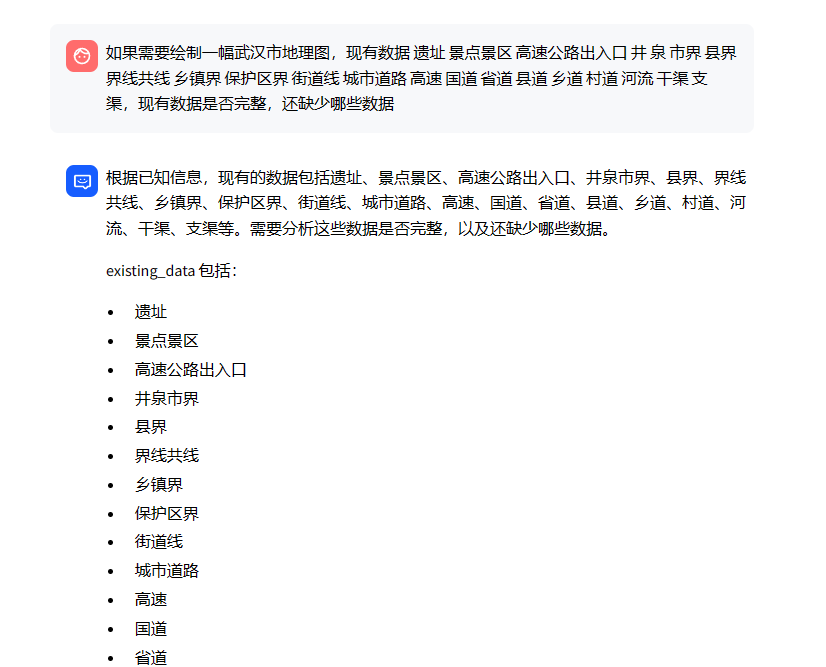 如果需要绘制一幅武汉市地理图，现有数据 遗址 景点景区 高速公路出入口 井 泉 市界 县界
界线共线 乡镇界 保护区界 街道线 城市道路 高速 国道 省道 县道 乡道 村道 河流 干渠 支
渠，现有数据是否完整，还缺少哪些数据
根据已知信息，现有的数据包括遗址、景点景区、高速公路出入口、井泉市界、县界、界线
共线、乡镇界、保护区界、街道线、城市道路、高速、国道、省道、县道、乡道、村道、河
流、干渠、支渠等。需要分析这些数据是否完整，以及还缺少哪些数据。
existing_data 包括：
• 遗址
• 景点景区
• 高速公路出入口
• 井泉市界
• 县界
• 界线共线
• 乡镇界
• 保护区界
• 街道线
• 城市道路
• 高速
• 国道
• 省道